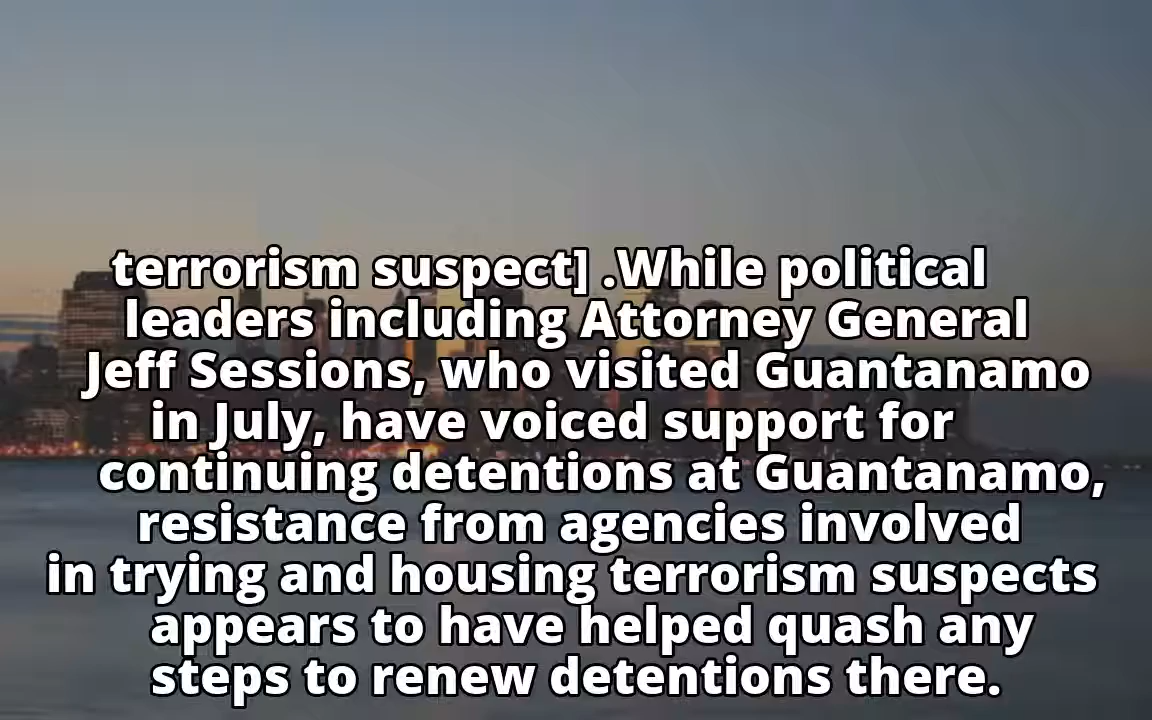 terrorism suspect] .While political
leaders including Attorney General
Jeff Sessions, who visited Guantanamo
in July, have voiced support for
continuing detentions at Guantanamo,
resistance from agencies involved
in trying and housing terrorism suspects
appears to have helped quash any
steps to renew detentions there.